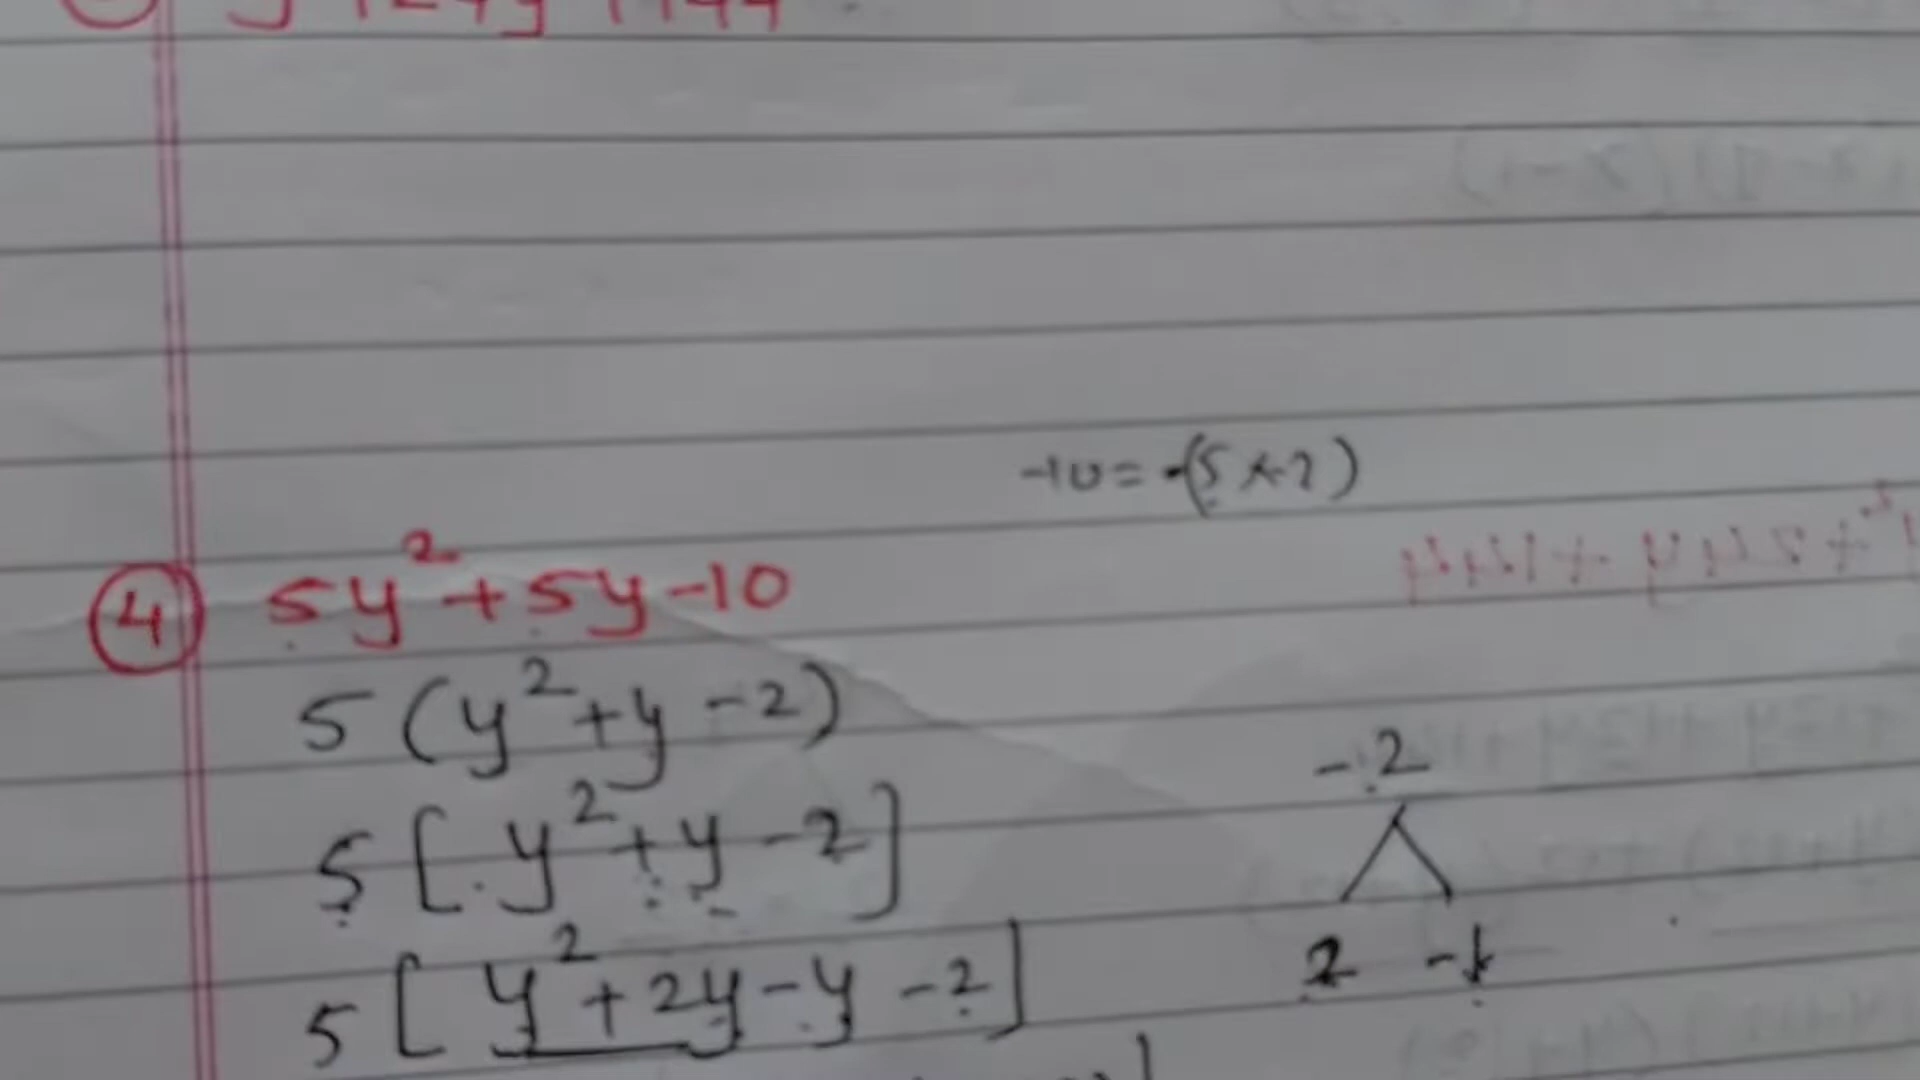 -10 = -(5×2)
④ 5y² + 5y - 10
5 (y² + y - 2)
5 [y² + y - 2]
-2
2 -1
5 [y² + 2y - y - 2]